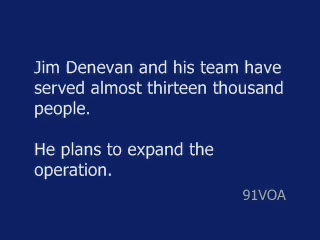 Jim Denevan and his team have
served almost thirteen thousand
people.
He plans to expand the
operation.
91VOA